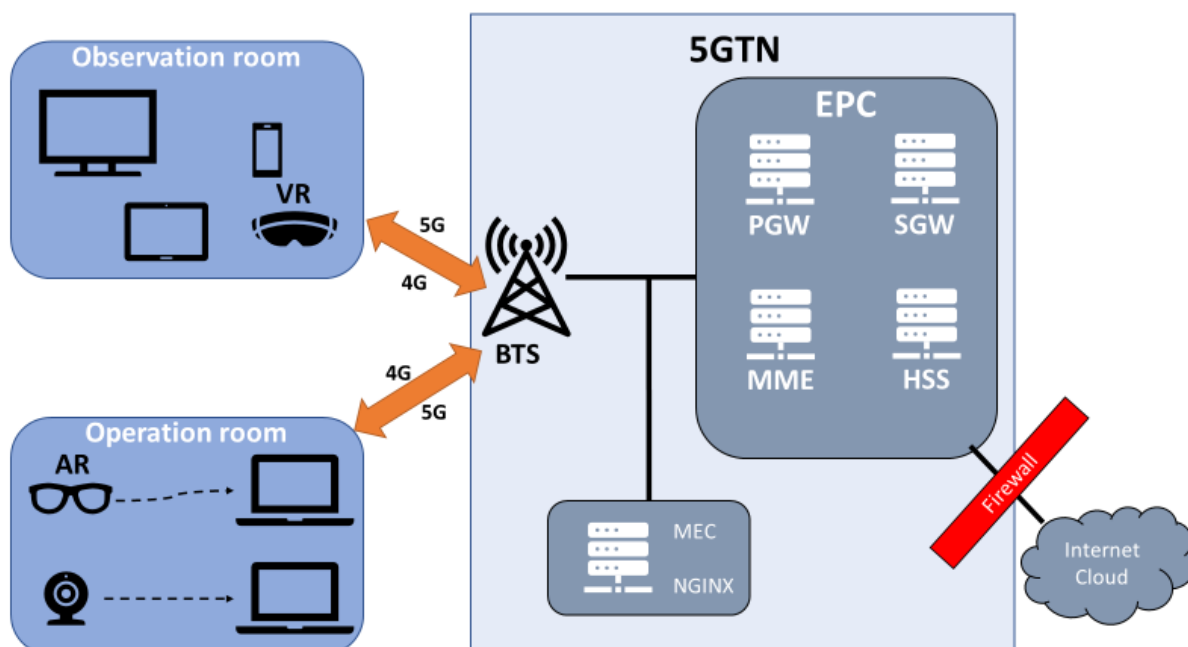 Observation room
VR
5G
4G
4G
5G
Operation room
AR
5GTN
EPC
PGW
SGW
MME
HSS
BTS
MEC
NGINX
Firewall
Internet
Cloud